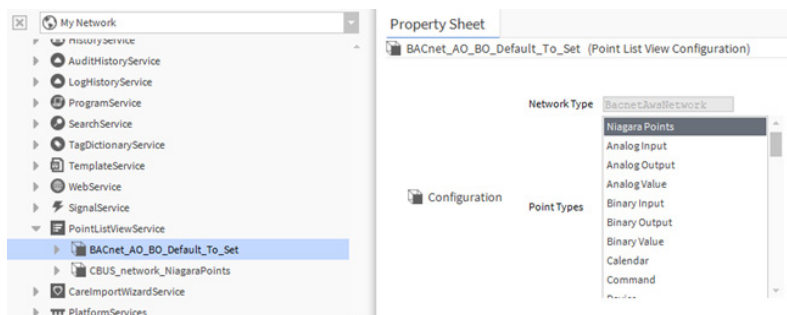 My Network
HistoryService
AuditHistoryService
LogHistoryService
ProgramService
SearchService
TagDictionaryService
TemplateService
WebService
SignalService
PointListViewService
BACnet_AO_BO_Default_To_Set
CBUS_network_NiagaraPoints
CareImportWizardService
PlatformServices
Property Sheet
BACnet_AO_BO_Default_To_Set (Point List View Configuration)
Network Type BacnetAwsNetwork
Configuration
Point Types
Niagara Points
Analog Input
Analog Output
Analog Value
Binary Input
Binary Output
Binary Value
Calendar
Command
Device